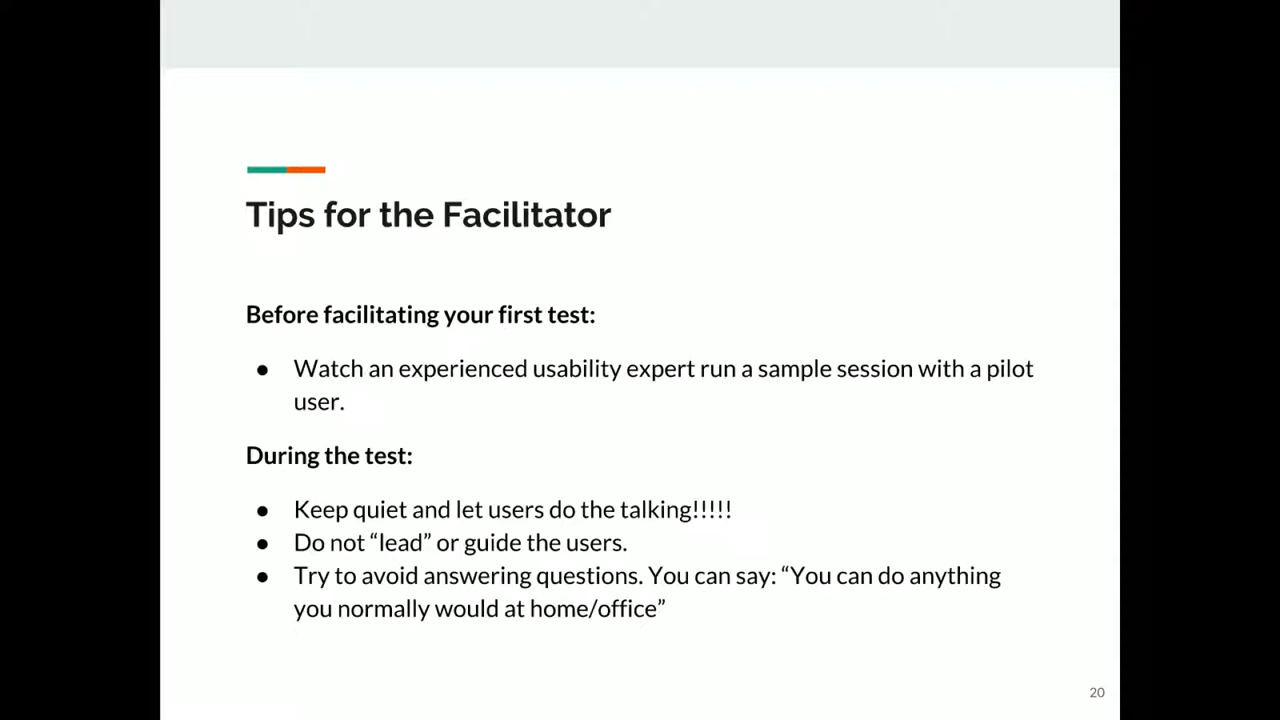 Tips for the Facilitator
Before facilitating your first test:
● Watch an experienced usability expert run a sample session with a pilot
user.
During the test:
● Keep quiet and let users do the talking!!!!!
● Do not “lead” or guide the users.
● Try to avoid answering questions. You can say: “You can do anything
you normally would at home/office”
20